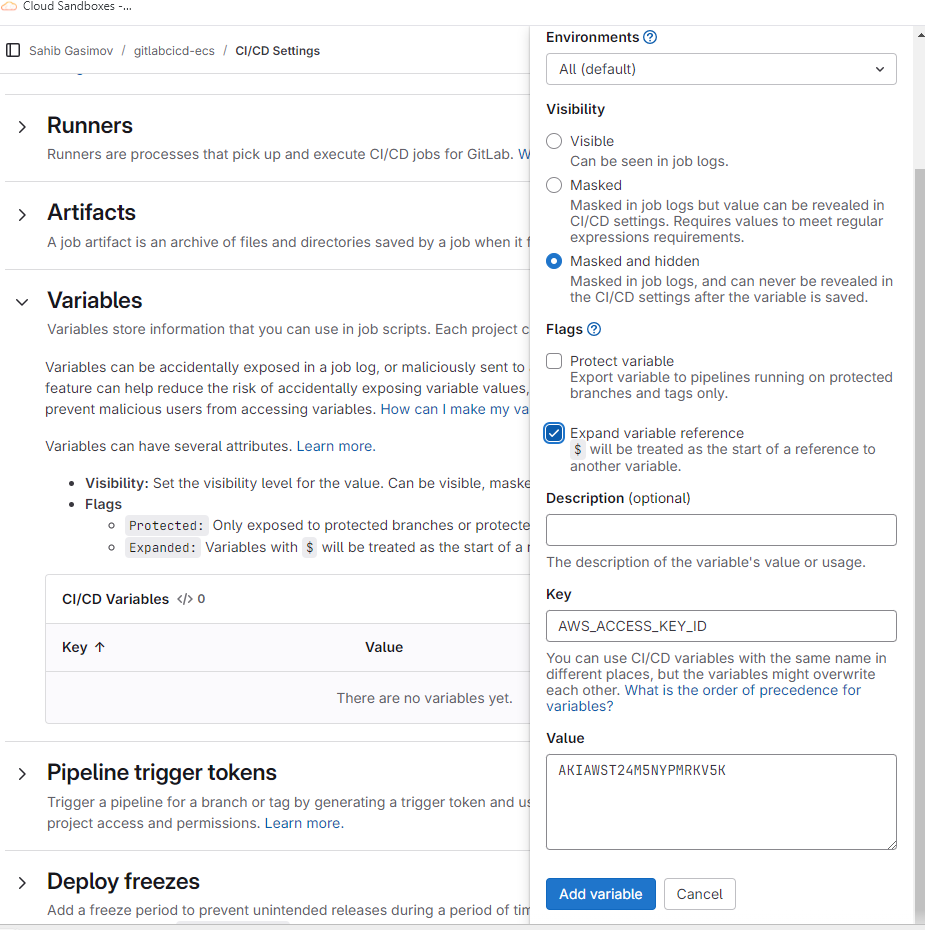 Cloud Sandboxes -...
Sahib Gasimov / gitlabcicd-ecs / CI/CD Settings
Runners
Runners are processes that pick up and execute CI/CD jobs for GitLab. W
Artifacts
A job artifact is an archive of files and directories saved by a job when it f
Variables
Variables store information that you can use in job scripts. Each project c
Variables can be accidentally exposed in a job log, or maliciously sent to
feature can help reduce the risk of accidentally exposing variable values,
prevent malicious users from accessing variables. How can I make my va
Variables can have several attributes. Learn more.
• Visibility: Set the visibility level for the value. Can be visible, maske
• Flags
◦ Protected: Only exposed to protected branches or protecte
◦ Expanded: Variables with $ will be treated as the start of a r
CI/CD Variables </> 0
Key ↑ Value
There are no variables yet.
Pipeline trigger tokens
Trigger a pipeline for a branch or tag by generating a trigger token and us
project access and permissions. Learn more.
Deploy freezes
Add a freeze period to prevent unintended releases during a period of tim
Environments
All (default)
Visibility
Visible
Can be seen in job logs.
Masked
Masked in job logs but value can be revealed in
CI/CD settings. Requires values to meet regular
expressions requirements.
Masked and hidden
Masked in job logs, and can never be revealed in
the CI/CD settings after the variable is saved.
Flags
Protect variable
Export variable to pipelines running on protected
branches and tags only.
Expand variable reference
$ will be treated as the start of a reference to
another variable.
Description (optional)
The description of the variable's value or usage.
Key
AWS_ACCESS_KEY_ID
You can use CI/CD variables with the same name in
different places, but the variables might overwrite
each other. What is the order of precedence for
variables?
Value
AKIAWST24M5NYPMRKV5K
Add variable
Cancel